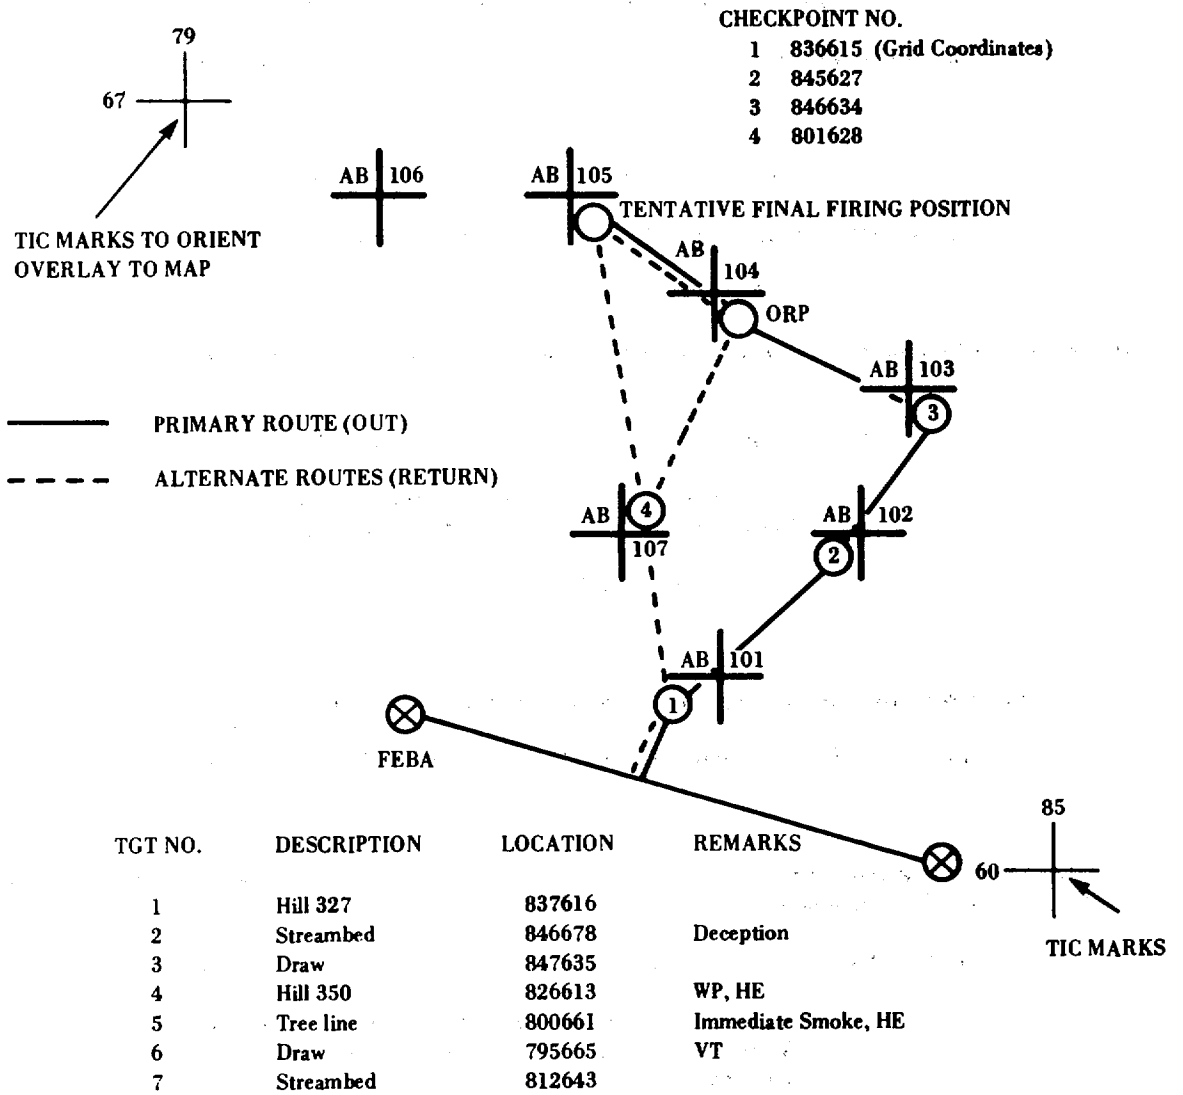 CHECKPOINT NO.
1 836615 (Grid Coordinates)
2 845627
3 846634
4 801628
79
67
TIC MARKS TO ORIENT
OVERLAY TO MAP
AB 106
AB 105
TENTATIVE FINAL FIRING POSITION
AB
104
ORP
AB 103
3
PRIMARY ROUTE (OUT)
ALTERNATE ROUTES (RETURN)
4
AB
107
AB 102
2
AB 101
1
FEBA
85
60
TIC MARKS
TGT NO. DESCRIPTION LOCATION REMARKS
1 Hill 327 837616
2 Streambed 846678 Deception
3 Draw 847635
4 Hill 350 826613 WP, HE
5 Tree line 800661 Immediate Smoke, HE
6 Draw 795665 VT
7 Streambed 812643